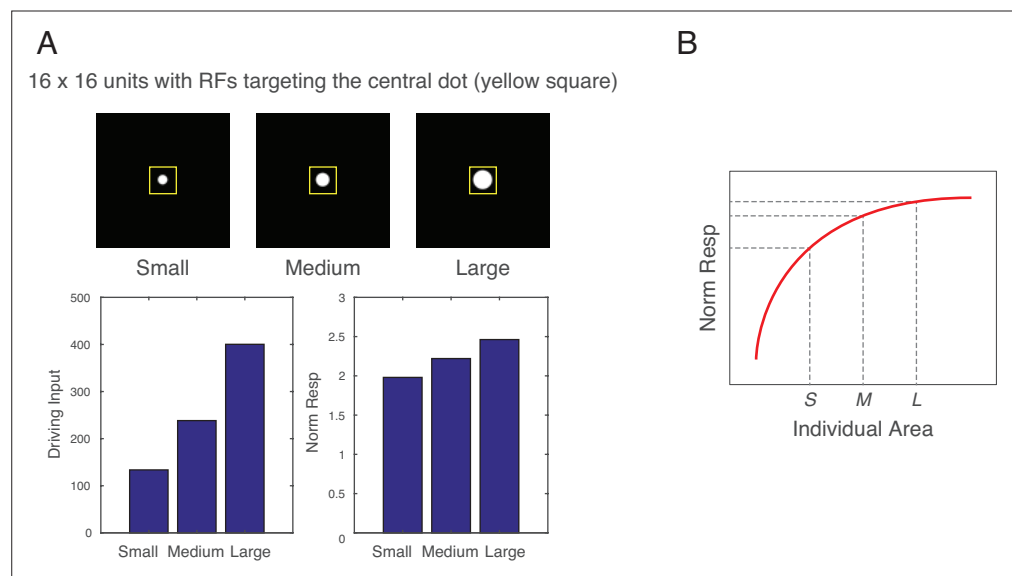 A
16 x 16 units with RFs targeting the central dot (yellow square)
Small Medium Large
Driving Input
500
400
300
200
100
0
Small Medium Large
Norm Resp
3
2.5
2
1.5
1
0.5
0
Small Medium Large
B
Norm Resp
S M L
Individual Area